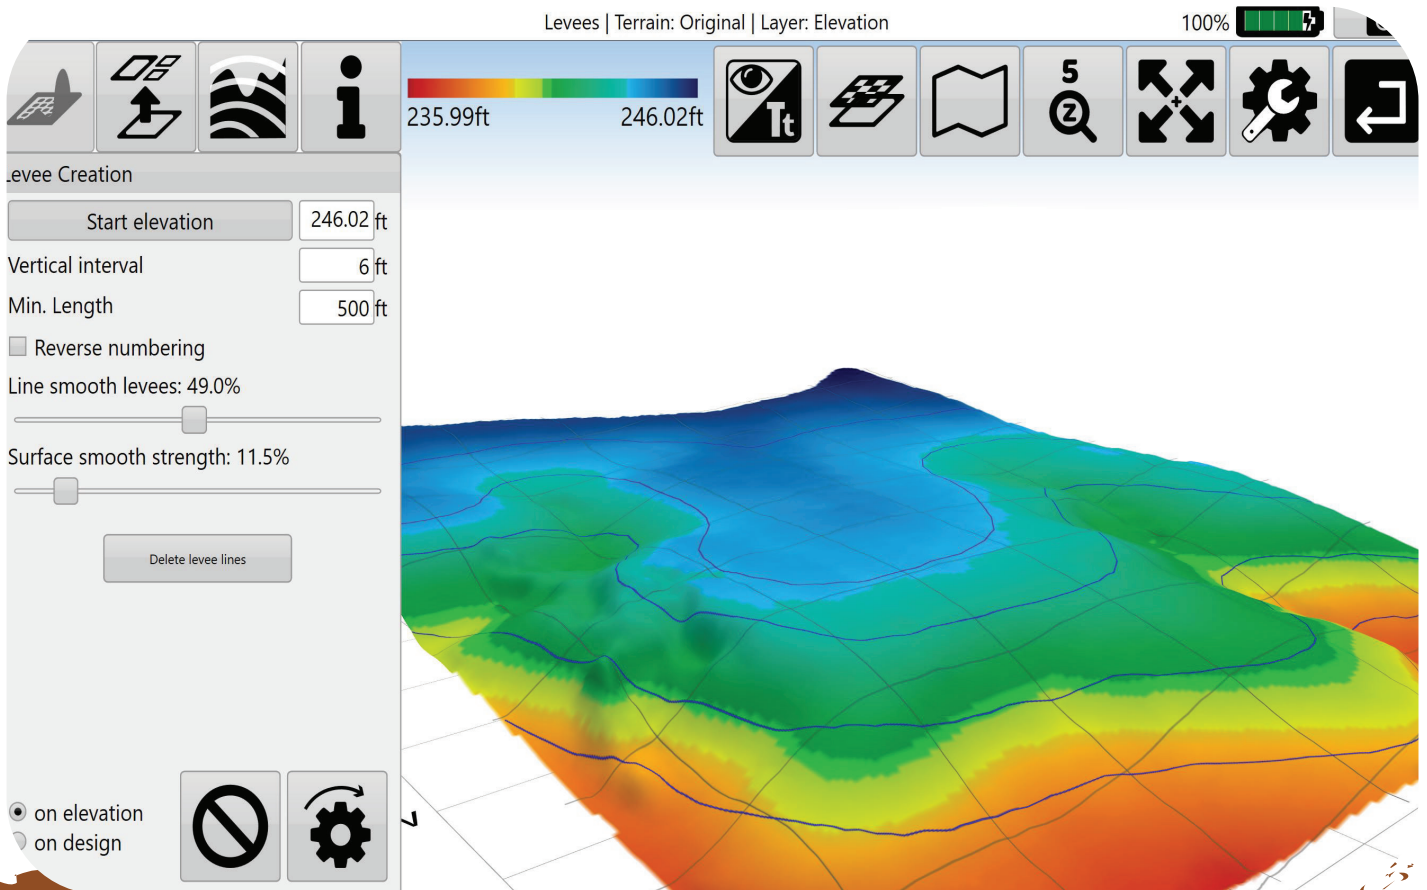 Levees | Terrain: Original | Layer: Elevation
100%
235.99ft
246.02ft
Tt
5
Z
Levee Creation
Start elevation
246.02 ft
Vertical interval
6 ft
Min. Length
500 ft
Reverse numbering
Line smooth levees: 49.0%
Surface smooth strength: 11.5%
Delete levee lines
on elevation
on design
7